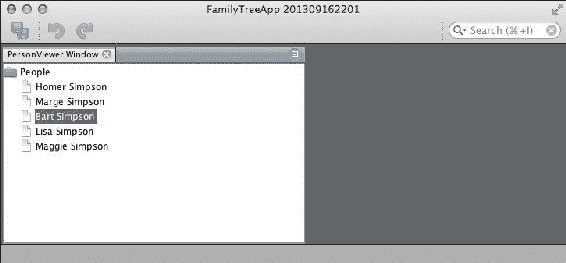 FamilyTreeApp 201309162201
Search (⌘+I)
PersonViewer Window
People
Homer Simpson
Marge Simpson
Bart Simpson
Lisa Simpson
Maggie Simpson